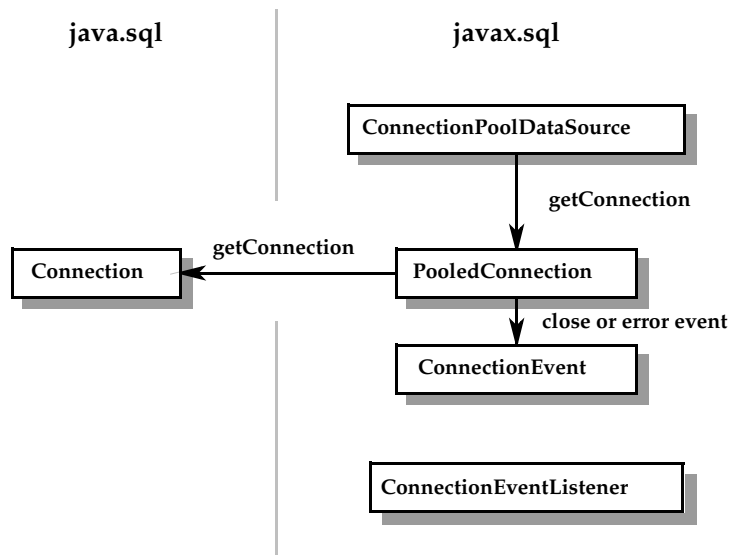 java.sql
javax.sql
ConnectionPoolDataSource
getConnection
getConnection
Connection
PooledConnection
close or error event
ConnectionEvent
ConnectionEventListener